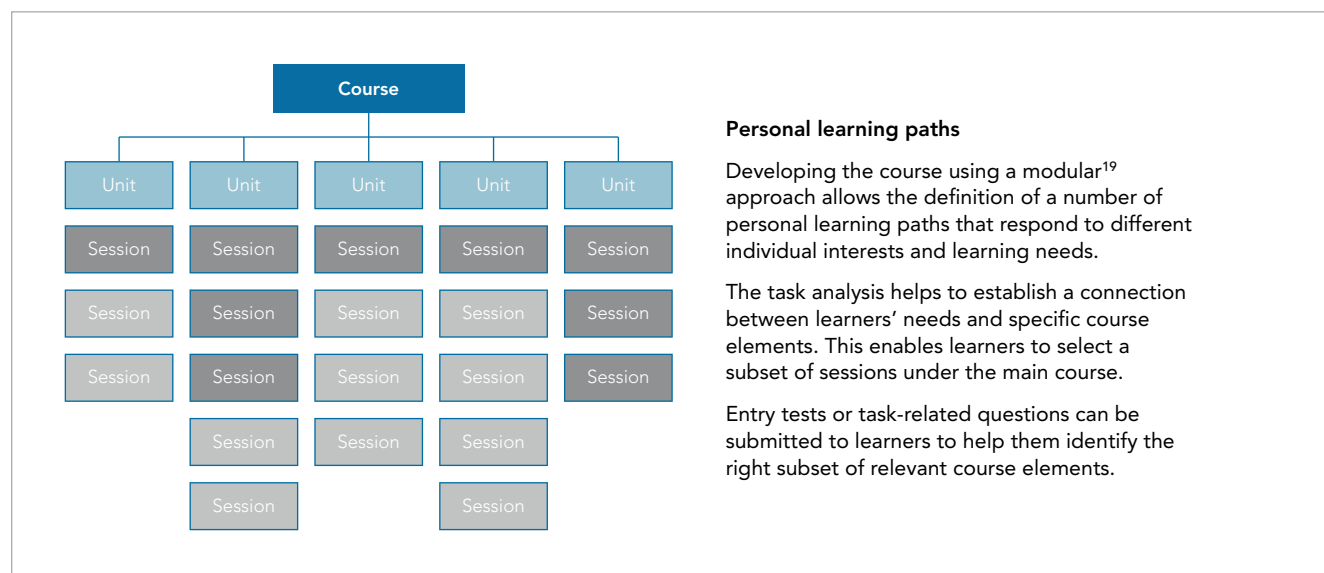 Course
Unit Unit Unit Unit Unit
Session Session Session Session Session
Session Session Session Session Session
Session Session Session Session Session
Session Session Session
Session Session
Personal learning paths
Developing the course using a modular¹⁹
approach allows the definition of a number of
personal learning paths that respond to different
individual interests and learning needs.
The task analysis helps to establish a connection
between learners’ needs and specific course
elements. This enables learners to select a
subset of sessions under the main course.
Entry tests or task-related questions can be
submitted to learners to help them identify the
right subset of relevant course elements.